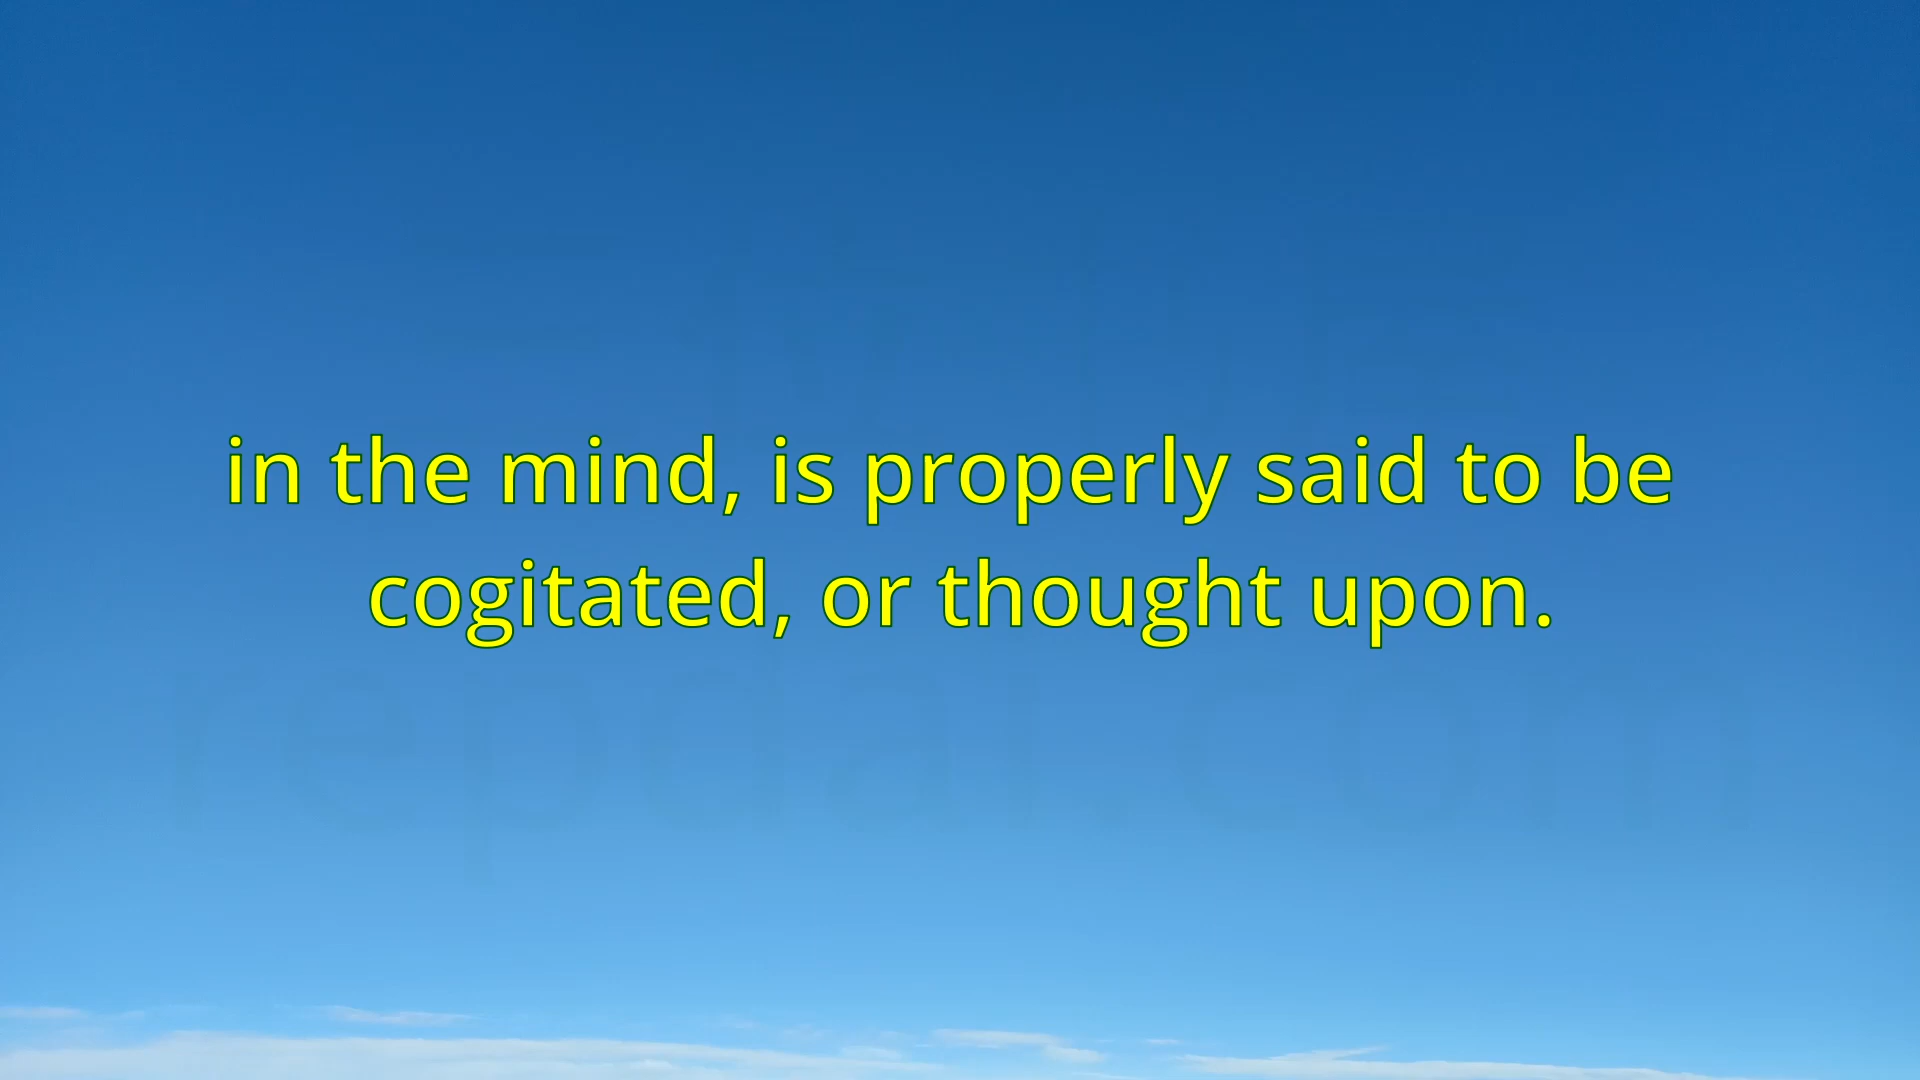 in the mind, is properly said to be
cogitated, or thought upon.